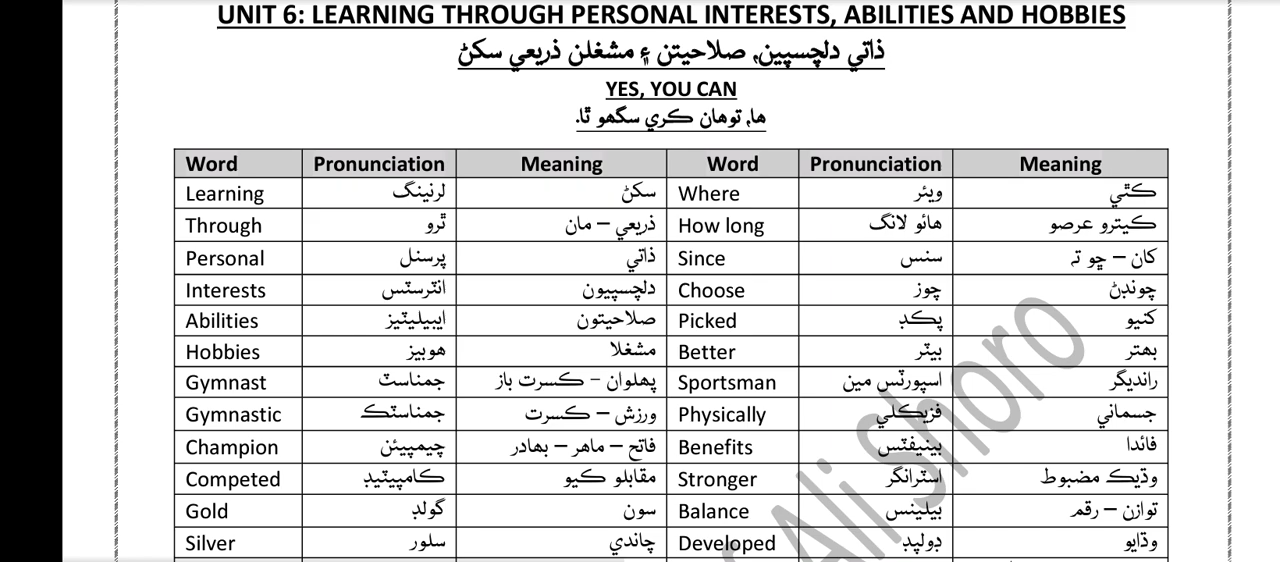 UNIT 6: LEARNING THROUGH PERSONAL INTERESTS, ABILITIES AND HOBBIES
ذاتي دلچسپين، صلاحيتن ۽ مشغلن ذريعي سکڻ
YES, YOU CAN
ها، توهان ڪري سگهو ٿا.
Word Pronunciation Meaning Word Pronunciation Meaning
Learning لرنينگ سکڻ Where ويئر ڪٿي
Through ٿرو ذريعي – مان How long هائو لانگ ڪيترو عرصو
Personal پرسنل ذاتي Since سنس کان – ڇو تہ
Interests انٽرسٽس دلچسپيون Choose چوز چونڊڻ
Abilities ايبيليٽيز صلاحيتون Picked پڪڊ کنيو
Hobbies هوبيز مشغلا Better بيٽر بهتر
Gymnast جمناسٽ پهلوان – ڪسرت باز Sportsman اسپورٽس مين رانديگر
Gymnastic جمناسٽڪ ورزش – ڪسرت Physically فزيڪلي جسماني
Champion چيمپيئن فاتح – ماهر – بهادر Benefits بينيفٽس فائدا
Competed ڪامپيٽيڊ مقابلو ڪيو Stronger اسٽرانگر وڌيڪ مضبوط
Gold گولڊ سون Balance بيلينس توازن – رقم
Silver سلور چاندي Developed ڊولپڊ وڌايو
Ali Shoro